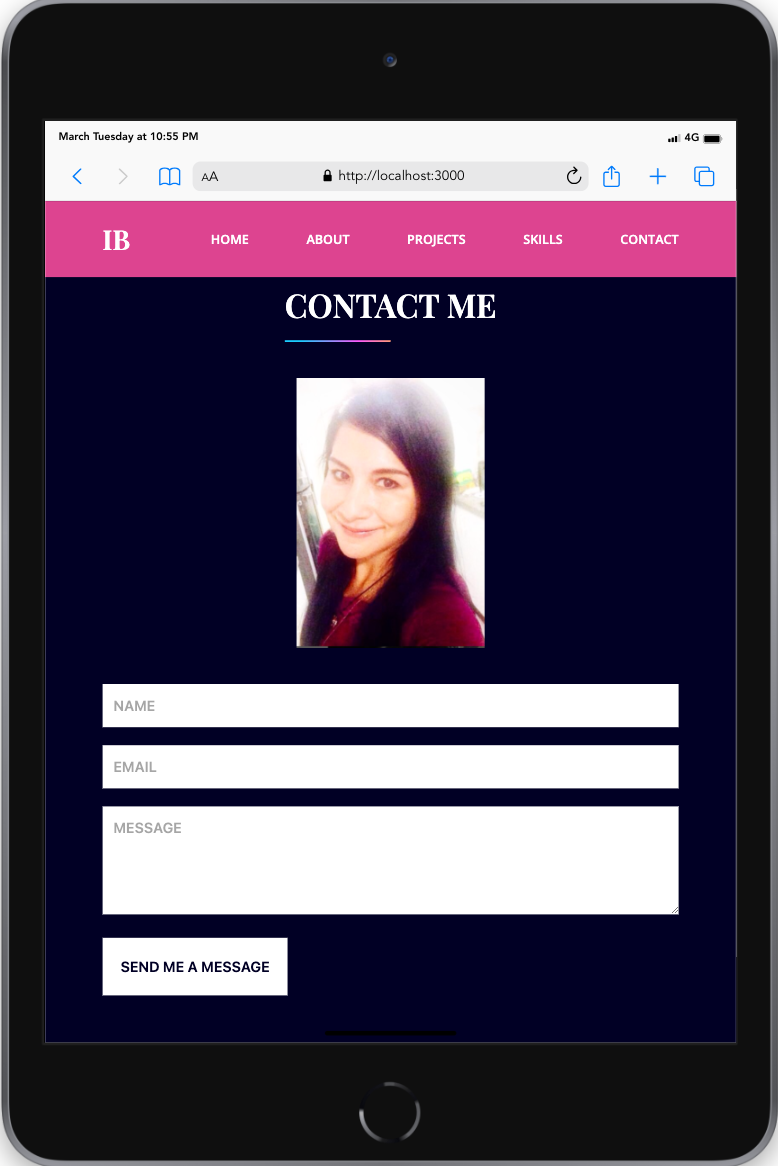 March Tuesday at 10:55 PM 4G
AA http://localhost:3000
IB HOME ABOUT PROJECTS SKILLS CONTACT
CONTACT ME
NAME
EMAIL
MESSAGE
SEND ME A MESSAGE